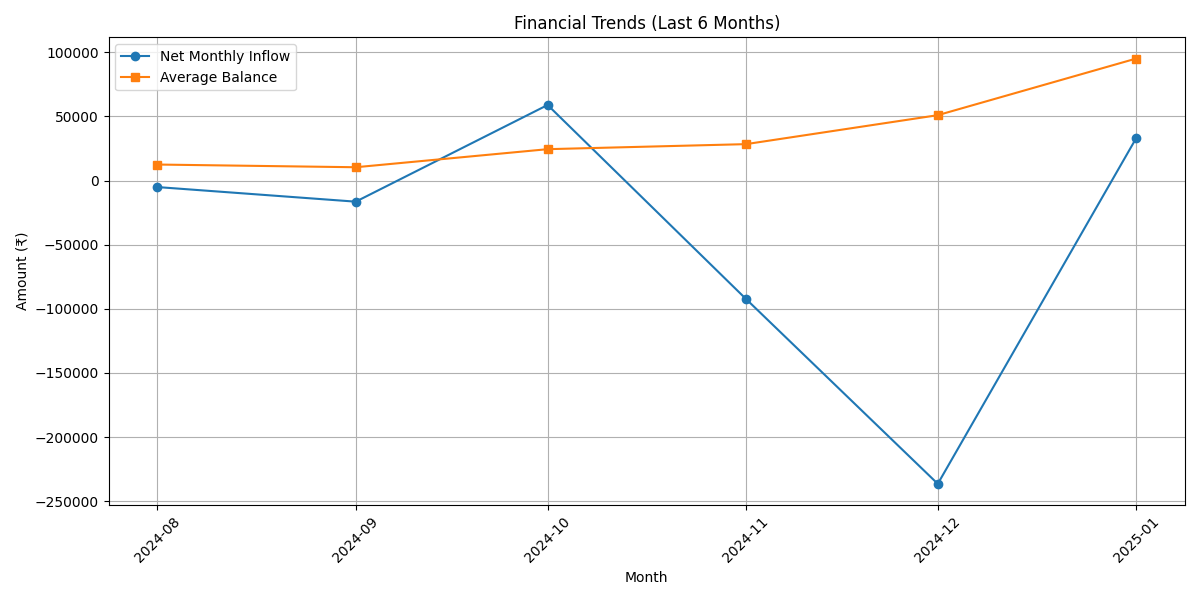 Financial Trends (Last 6 Months)
Net Monthly Inflow
Average Balance
100000
50000
0
−50000
−100000
−150000
−200000
−250000
Amount (₹)
2024-08
2024-09
2024-10
2024-11
2024-12
2025-01
Month